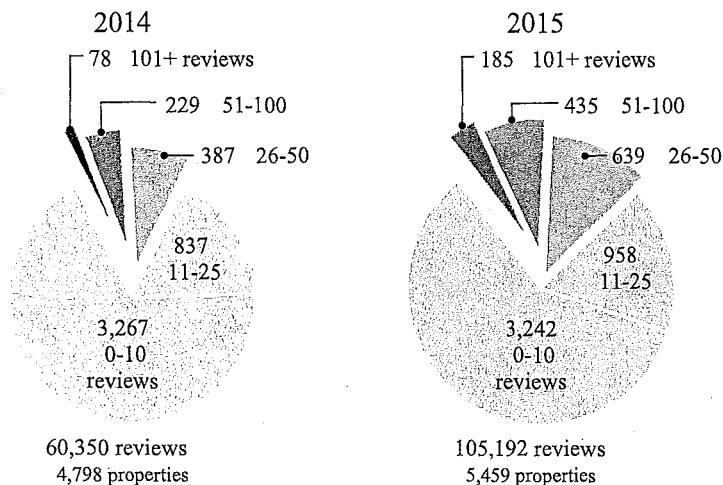 2014
78 101+ reviews
229 51-100
387 26-50
837
11-25
3,267
0-10
reviews
60,350 reviews
4,798 properties
2015
185 101+ reviews
435 51-100
639 26-50
958
11-25
3,242
0-10
reviews
105,192 reviews
5,459 properties